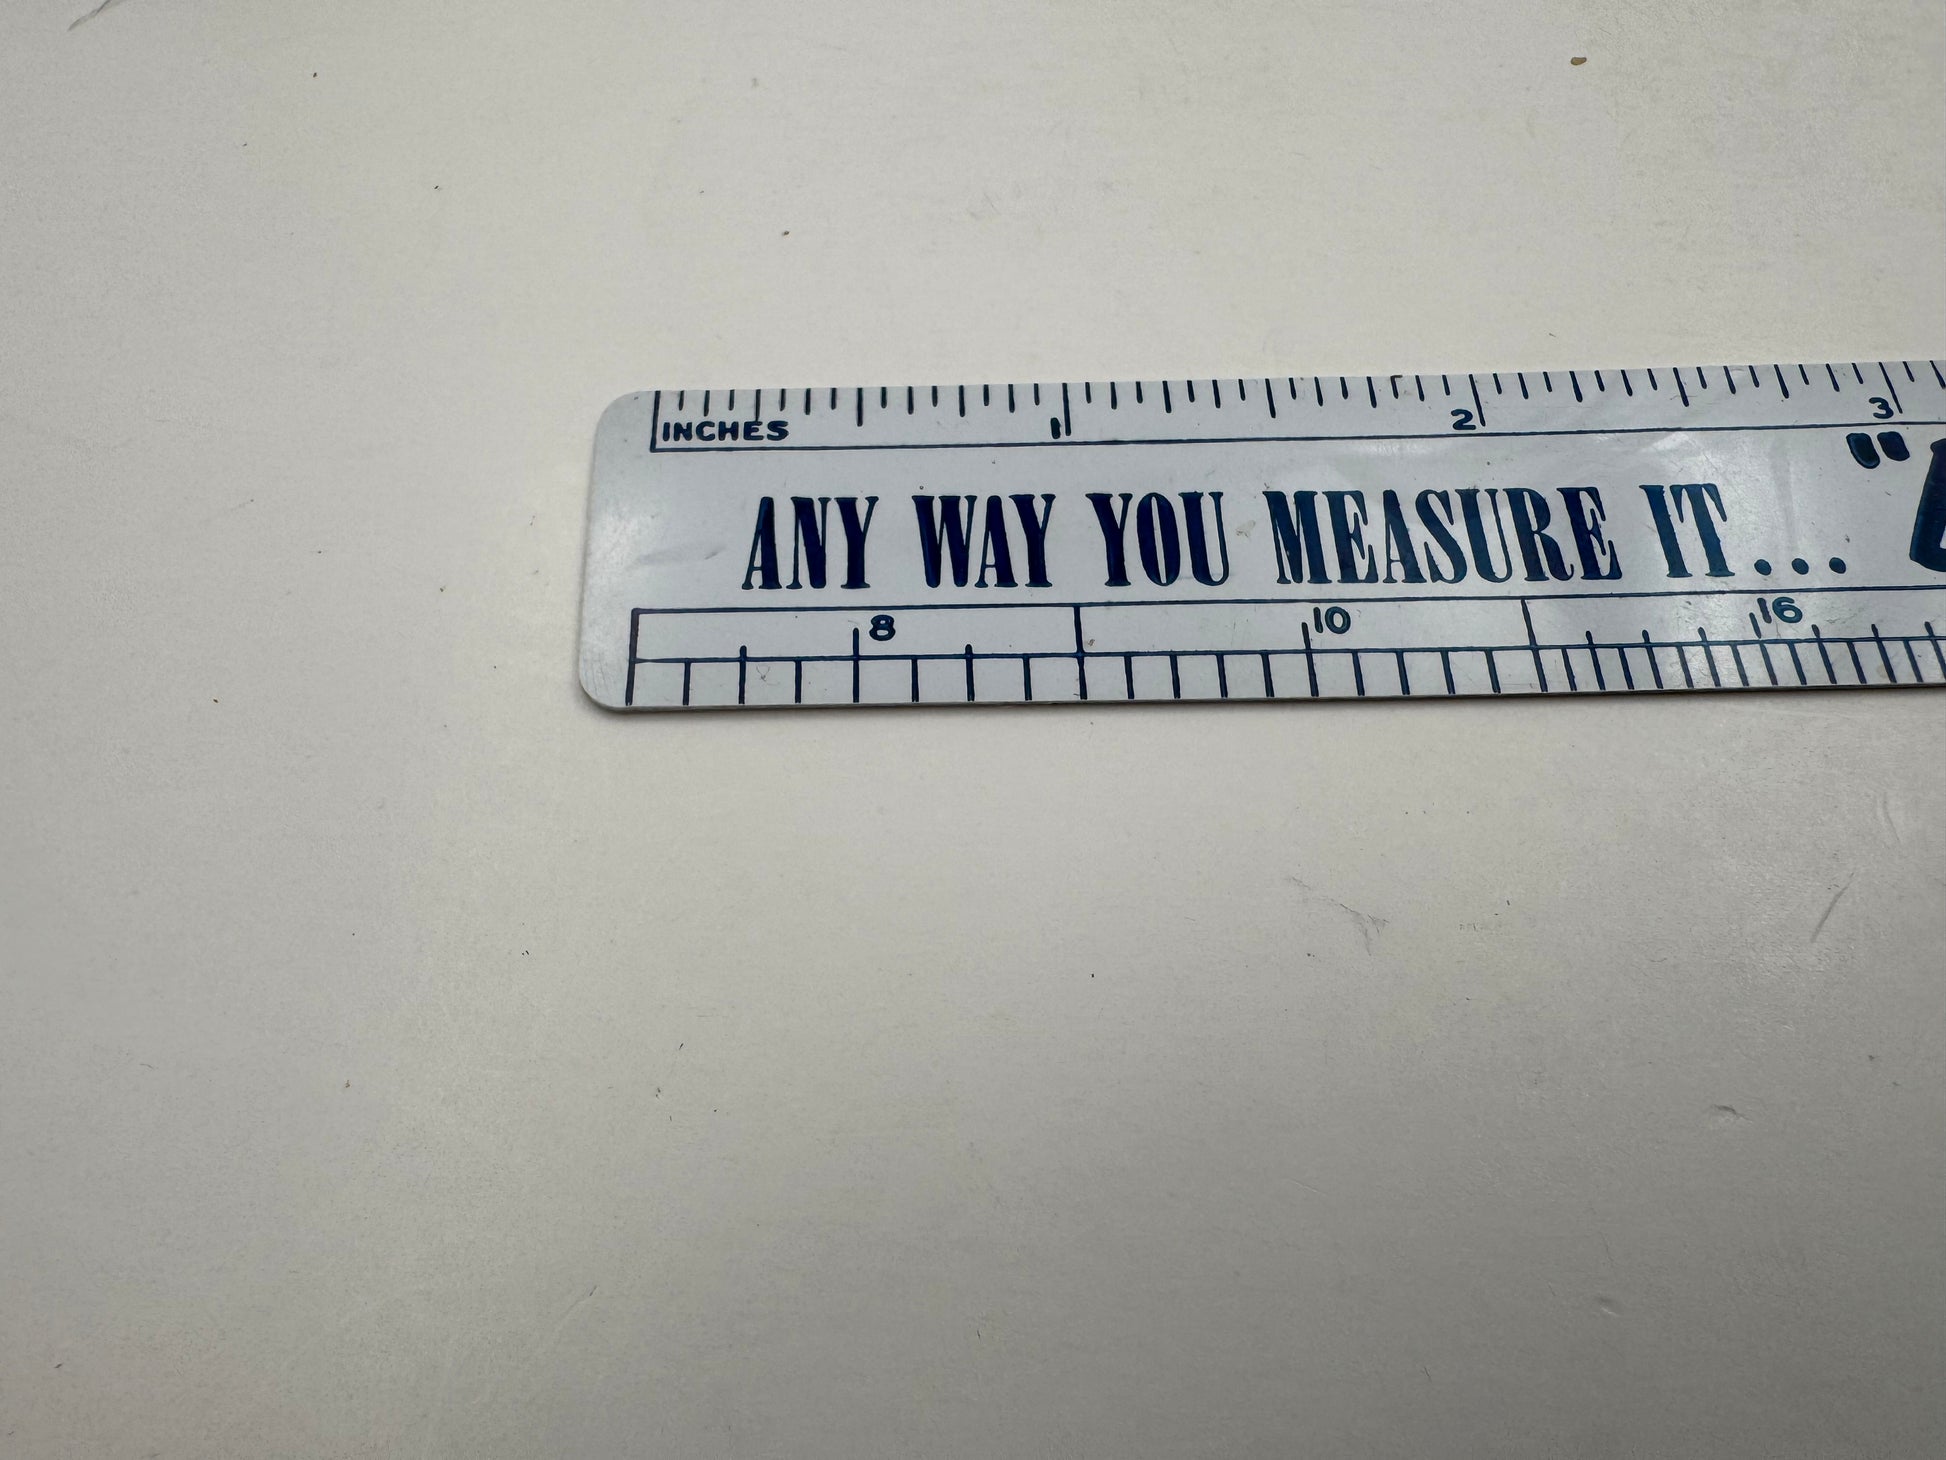 INCHES 1 2 3
ANY WAY YOU MEASURE IT... "
8 10 16